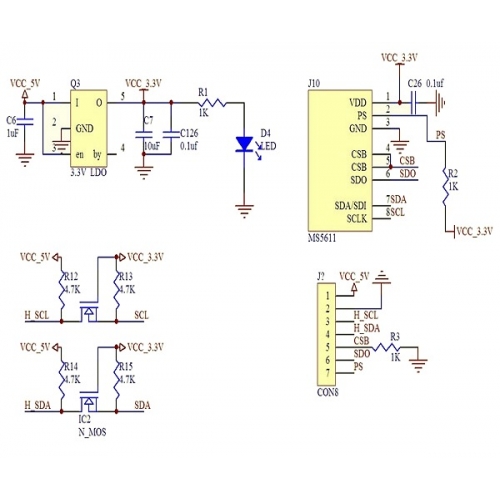 VCC_5V Q3 VCC_3.3V
1 I O 5
R1
1K
C6
1uF
2 GND
C7
10uF
C126
0.1uf
D4
LED
3 en by 4
3.3V LDO
VCC_3.3V
J10 C26 0.1uf
VDD 1
PS 2
GND 3
PS
CSB 4
CSB 5 CSB
SDO 6 SDO
R2
1K
SDA/SDI 7 SDA
SCLK 8 SCL
MS5611
VCC_3.3V
VCC_5V VCC_3.3V
R12
4.7K
R13
4.7K
H_SCL SCL
VCC_5V VCC_3.3V
R14
4.7K
R15
4.7K
H_SDA SDA
IC2
N_MOS
J? VCC_5V
1
2
3 H_SCL
4 H_SDA
5 CSB R3
1K
6 SDO
7 PS
CON8